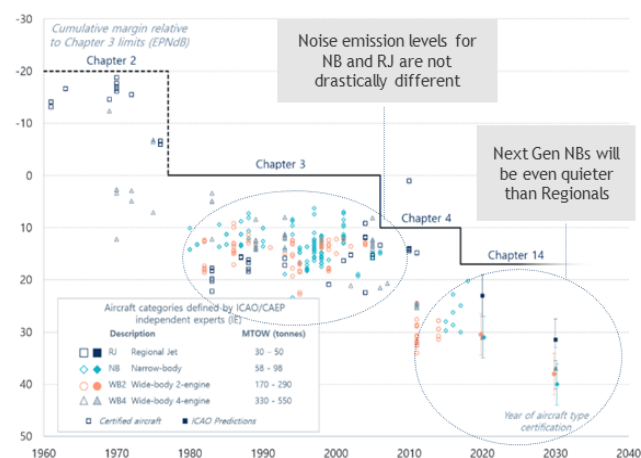 -30
-20
-10
0
10
20
30
40
50
Cumulative margin relative
to Chapter 3 limits (EPNdB)
Chapter 2
Noise emission levels for
NB and RJ are not
drastically different
Next Gen NBs will
be even quieter
than Regionals
Chapter 3
Chapter 4
Chapter 14
Aircraft categories defined by ICAO/CAEP
independent experts (IE)
Description MTOW (tonnes)
RJ Regional Jet 30 – 50
NB Narrow-body 58 - 98
WB2 Wide-body 2-engine 170 - 290
WB4 Wide-body 4-engine 330 - 550
Certified aircraft ICAO Predictions
Year of aircraft type
certification
1960 1970 1980 1990 2000 2010 2020 2030 2040